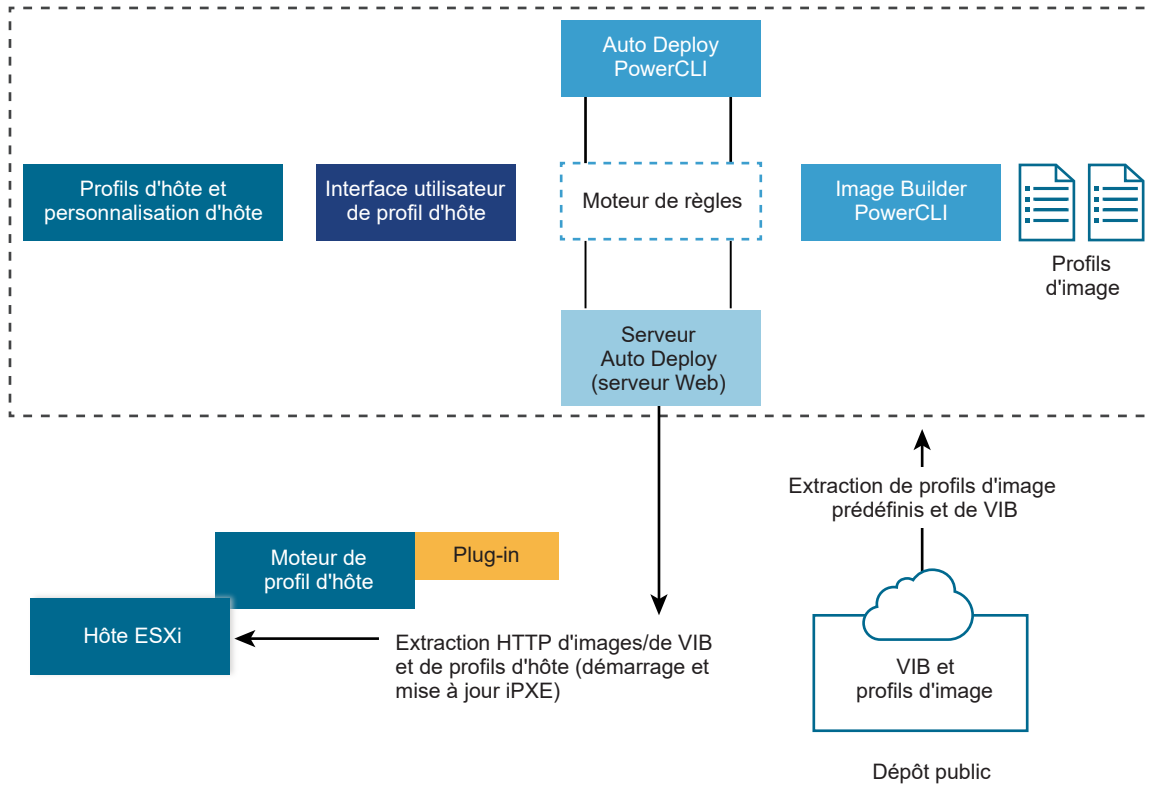 Auto Deploy
PowerCLI
Profils d'hôte et
personnalisation d'hôte
Interface utilisateur
de profil d'hôte
Moteur de règles
Image Builder
PowerCLI
Profils
d'image
Serveur
Auto Deploy
(serveur Web)
Extraction de profils d'image
prédéfinis et de VIB
Moteur de
profil d'hôte
Plug-in
Hôte ESXi
Extraction HTTP d'images/de VIB
et de profils d'hôte (démarrage et
mise à jour iPXE)
VIB et
profils d'image
Dépôt public